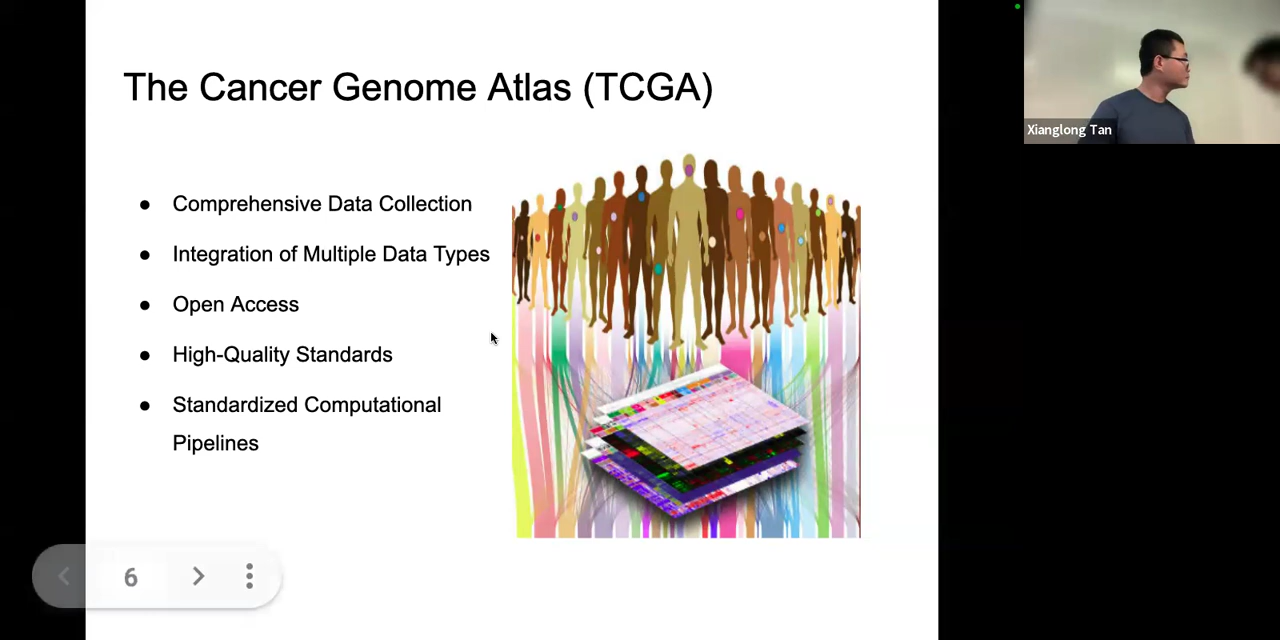 The Cancer Genome Atlas (TCGA)
Xianglong Tan
● Comprehensive Data Collection
● Integration of Multiple Data Types
● Open Access
● High-Quality Standards
● Standardized Computational
Pipelines
6